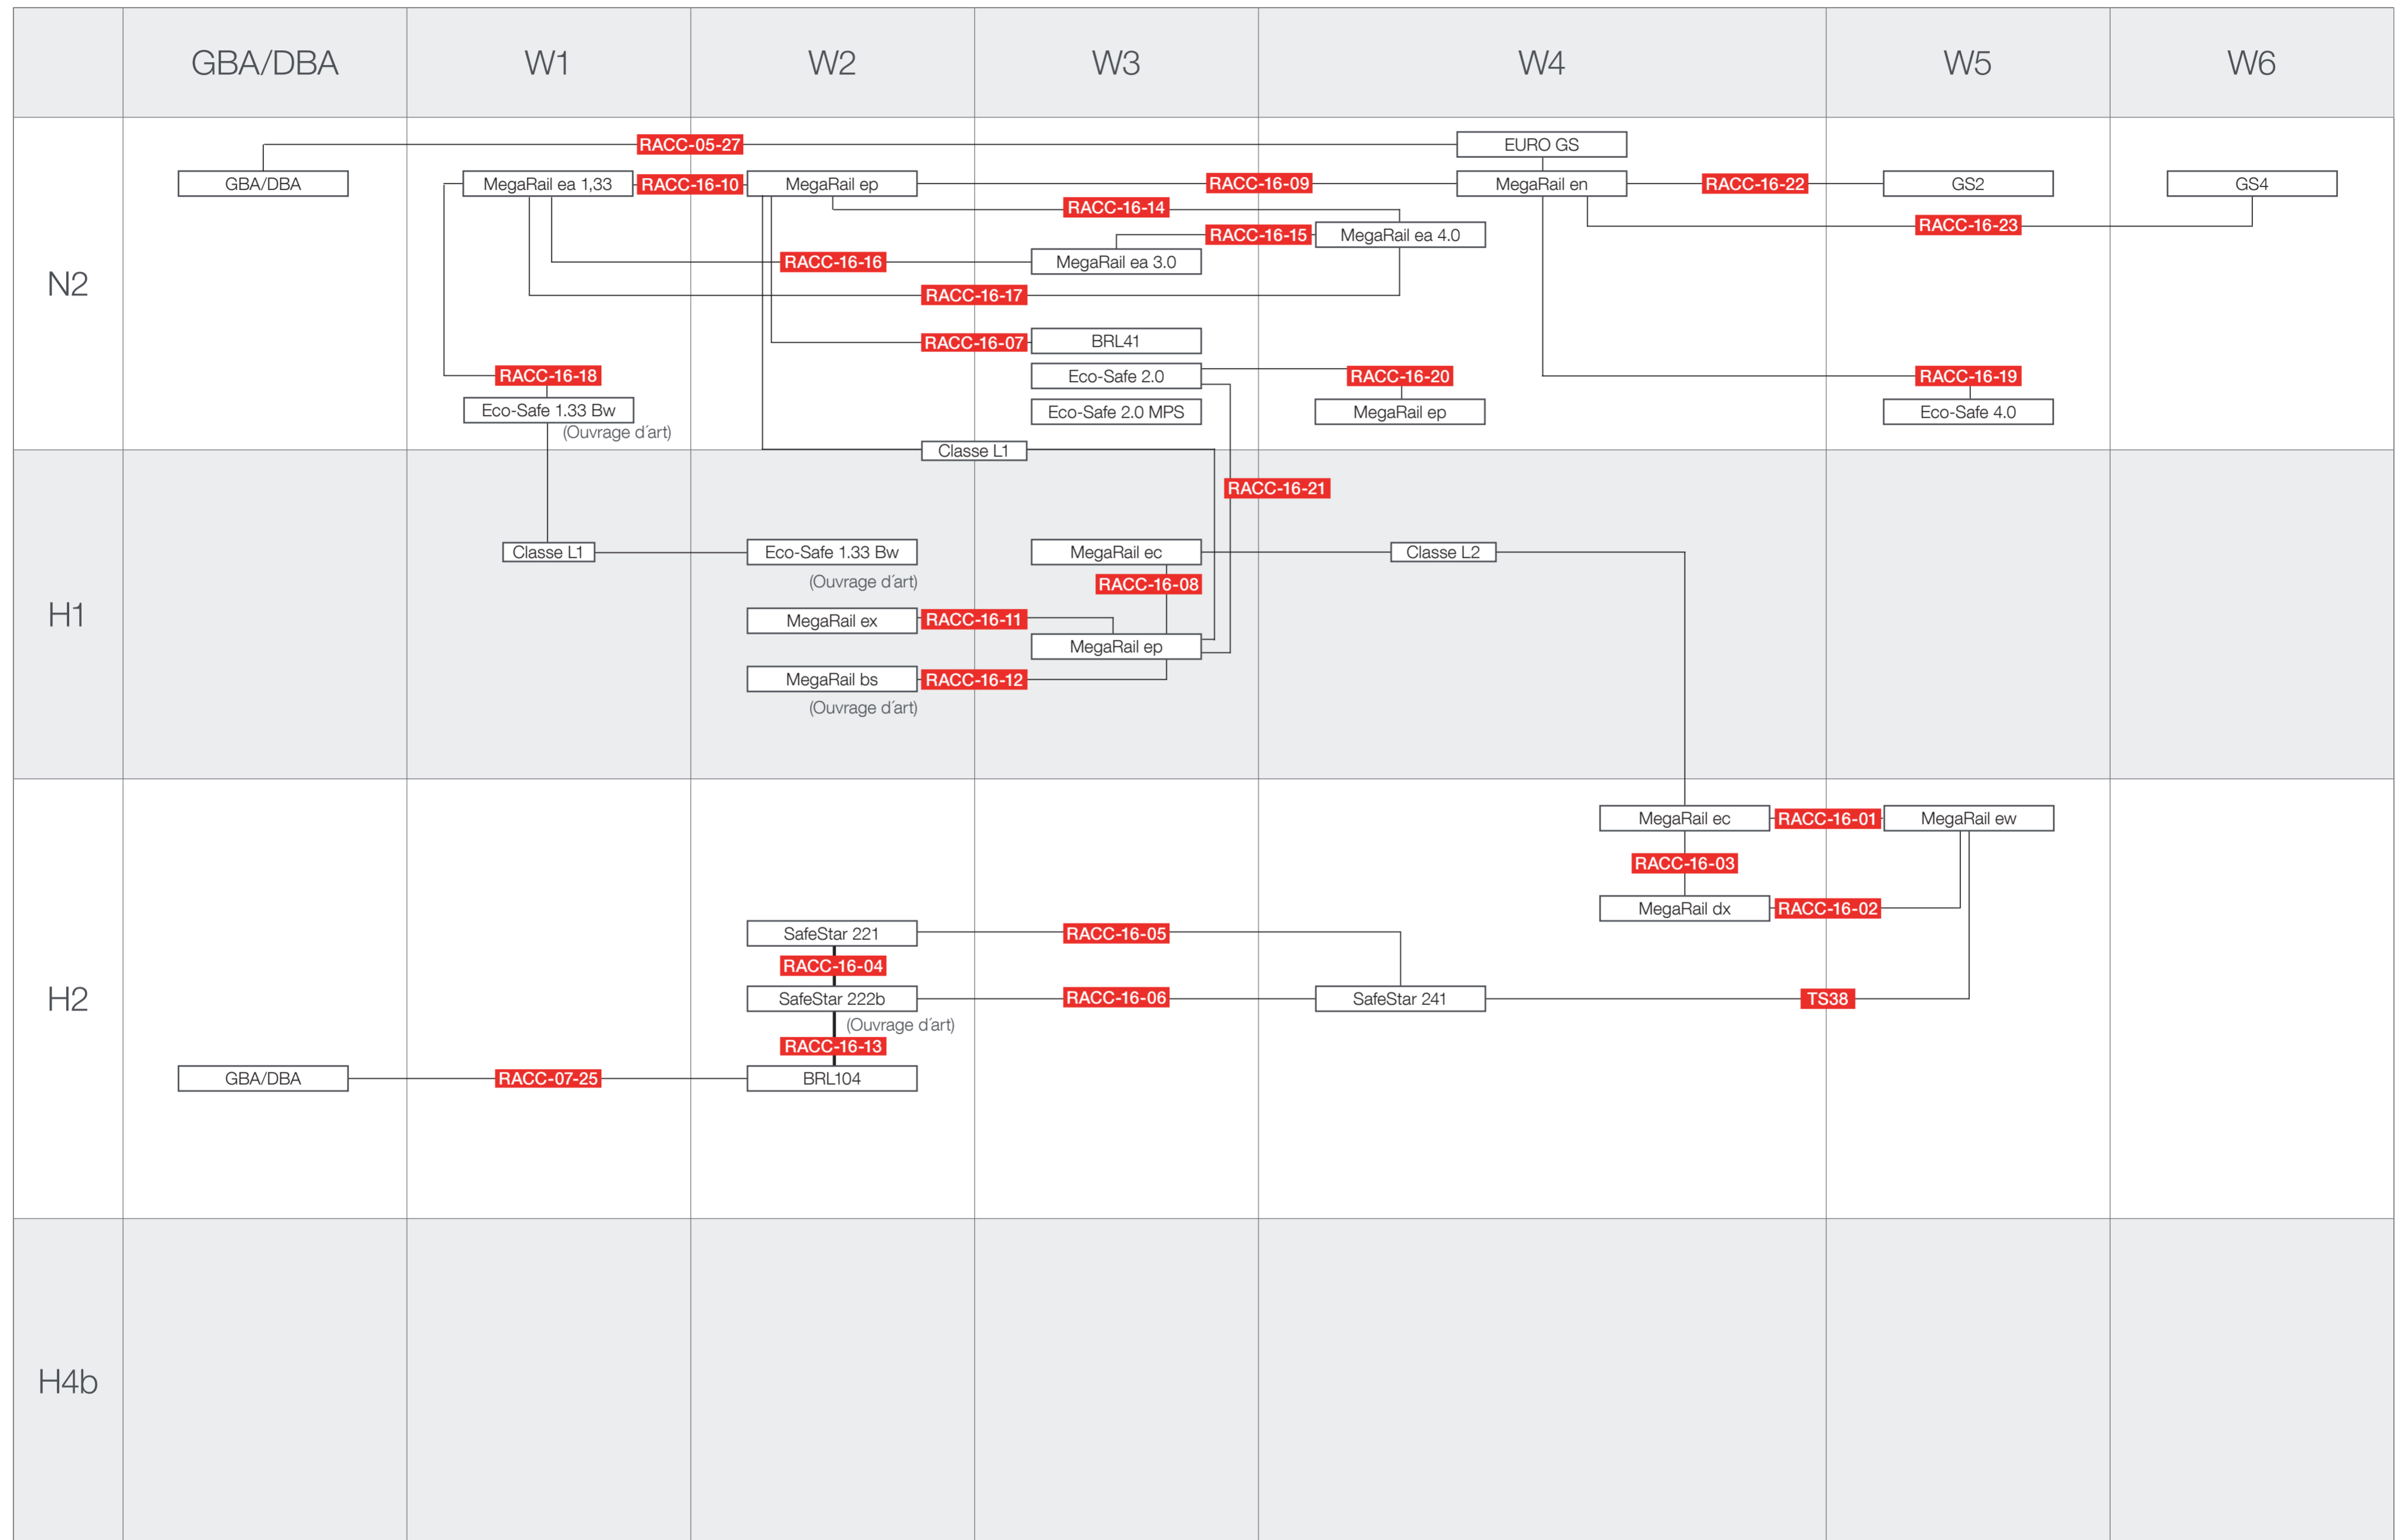 GBA/DBA
W1
W2
W3
W4
W5
W6
N2
RACC-05-27
EURO GS
GBA/DBA
MegaRail ea 1,33
RACC-16-10
MegaRail ep
RACC-16-09
MegaRail en
RACC-16-22
GS2
GS4
RACC-16-14
RACC-16-23
RACC-16-15
MegaRail ea 4.0
RACC-16-16
MegaRail ea 3.0
RACC-16-17
RACC-16-07
BRL41
RACC-16-18
Eco-Safe 2.0
RACC-16-20
RACC-16-19
Eco-Safe 1.33 Bw
(Ouvrage d´art)
Eco-Safe 2.0 MPS
MegaRail ep
Eco-Safe 4.0
Classe L1
H1
RACC-16-21
Classe L1
Eco-Safe 1.33 Bw
(Ouvrage d´art)
MegaRail ec
Classe L2
RACC-16-08
MegaRail ex
RACC-16-11
MegaRail ep
MegaRail bs
(Ouvrage d´art)
RACC-16-12
H2
MegaRail ec
RACC-16-01
MegaRail ew
RACC-16-03
MegaRail dx
RACC-16-02
SafeStar 221
RACC-16-05
RACC-16-04
SafeStar 222b
(Ouvrage d´art)
RACC-16-06
SafeStar 241
TS38
RACC-16-13
GBA/DBA
RACC-07-25
BRL104
H4b